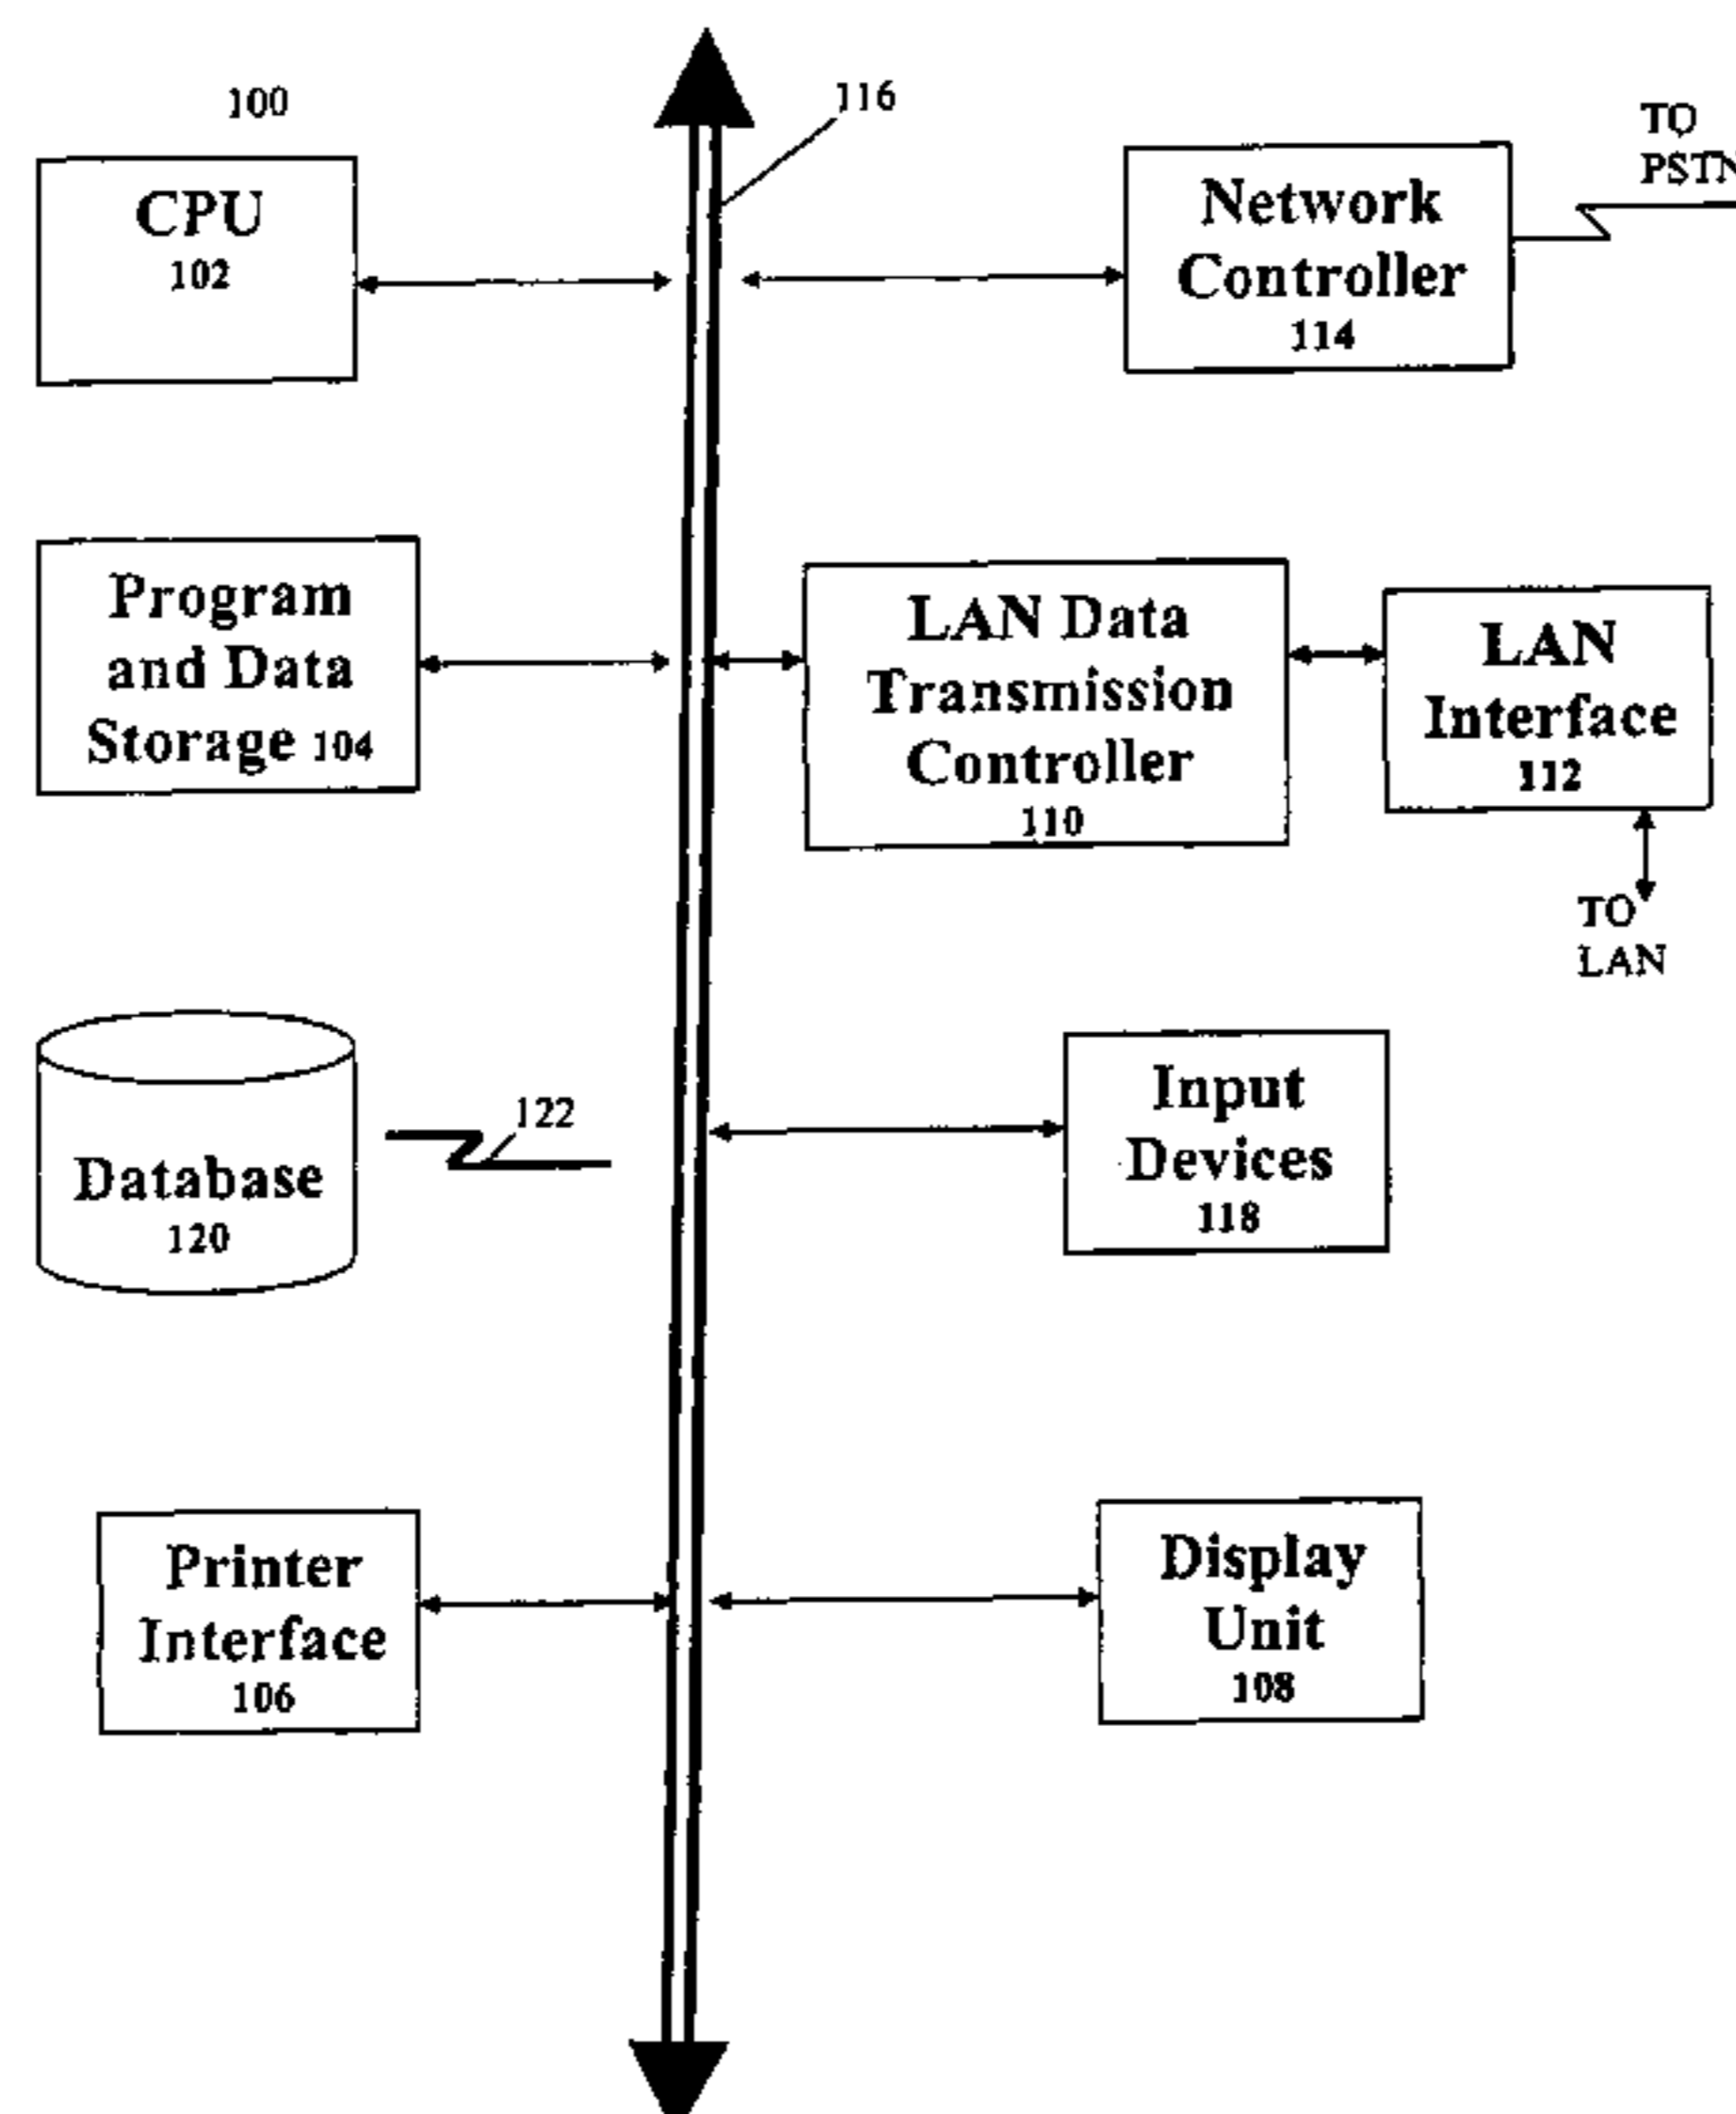 100
116
TO
PSTN
CPU
102
Network
Controller
114
Program
and Data
Storage 104
LAN Data
Transmission
Controller
110
LAN
Interface
112
TO
LAN
Database
120
122
Input
Devices
118
Printer
Interface
106
Display
Unit
108